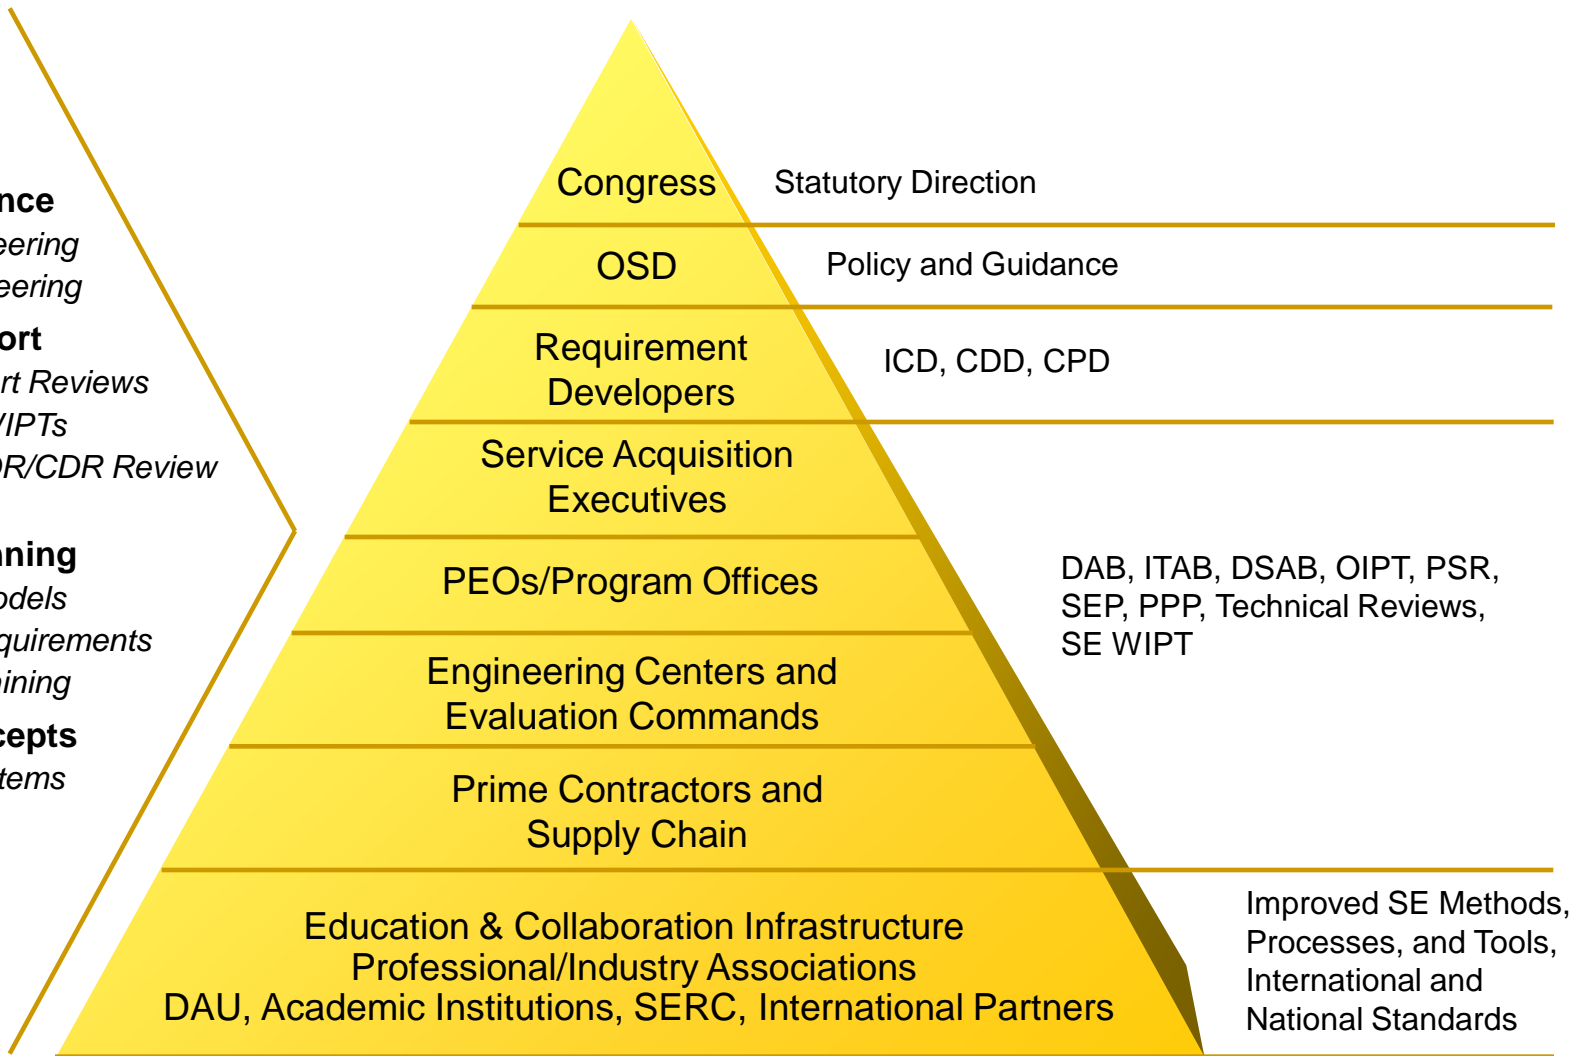 nce
eering
eering
ort
rt Reviews
/IPTs
DR/CDR Review
nning
odels
quirements
ining
cepts
tems
Congress
Statutory Direction
OSD
Policy and Guidance
Requirement
Developers
ICD, CDD, CPD
Service Acquisition
Executives
PEOs/Program Offices
Engineering Centers and
Evaluation Commands
Prime Contractors and
Supply Chain
DAB, ITAB, DSAB, OIPT, PSR,
SEP, PPP, Technical Reviews,
SE WIPT
Education & Collaboration Infrastructure
Professional/Industry Associations
DAU, Academic Institutions, SERC, International Partners
Improved SE Methods,
Processes, and Tools,
International and
National Standards